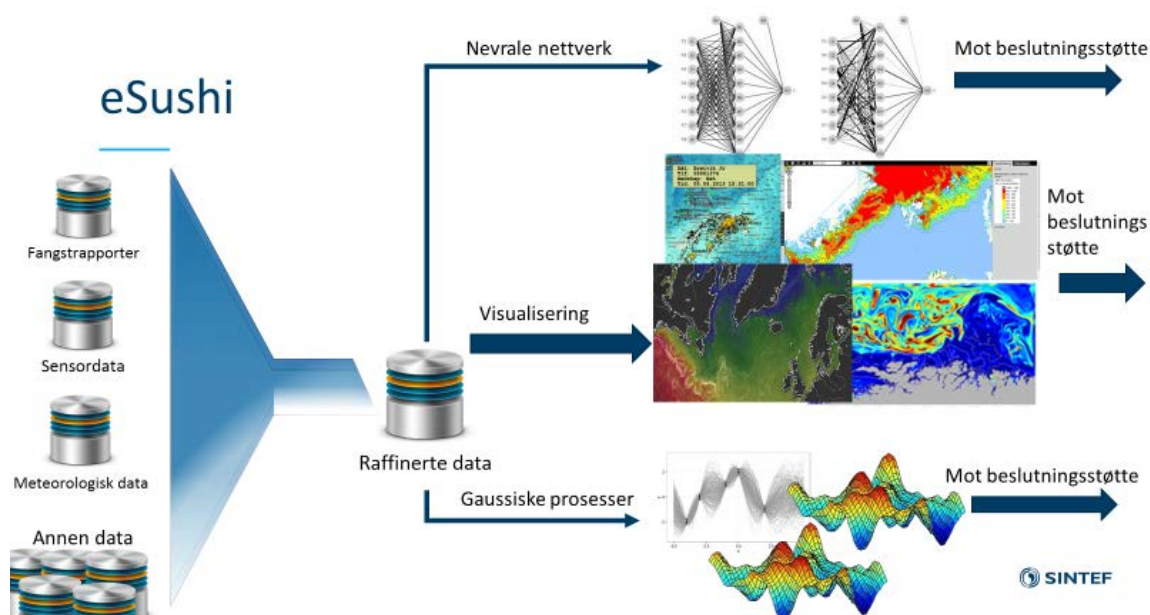 eSushi
Fangstrapporter
Sensordata
Meteorologisk data
Annen data
Raffinerte data
Nevrale nettverk
Mot beslutningsstøtte
Visualisering
Mot
beslutnings
støtte
Gaussiske prosesser
Mot beslutningsstøtte
SINTEF